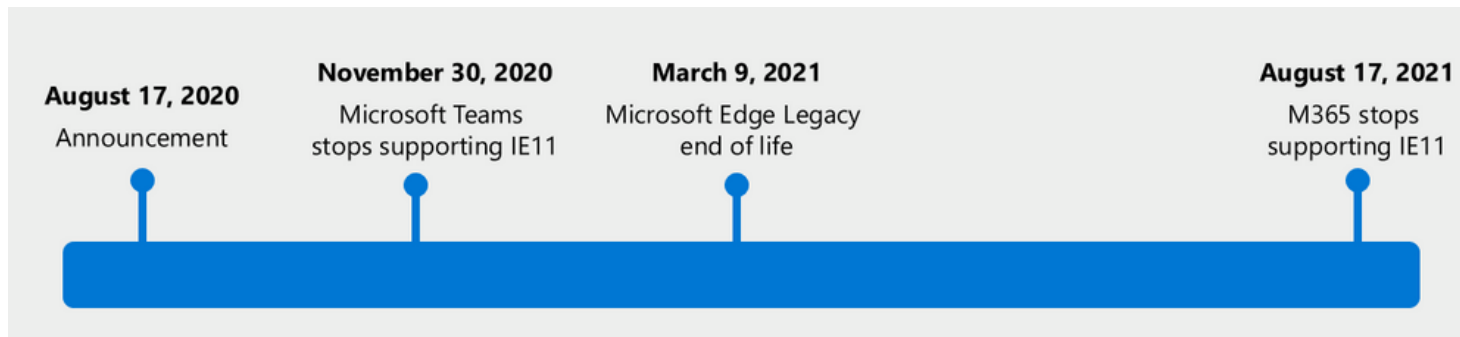 August 17, 2020
Announcement
November 30, 2020
Microsoft Teams
stops supporting IE11
March 9, 2021
Microsoft Edge Legacy
end of life
August 17, 2021
M365 stops
supporting IE11